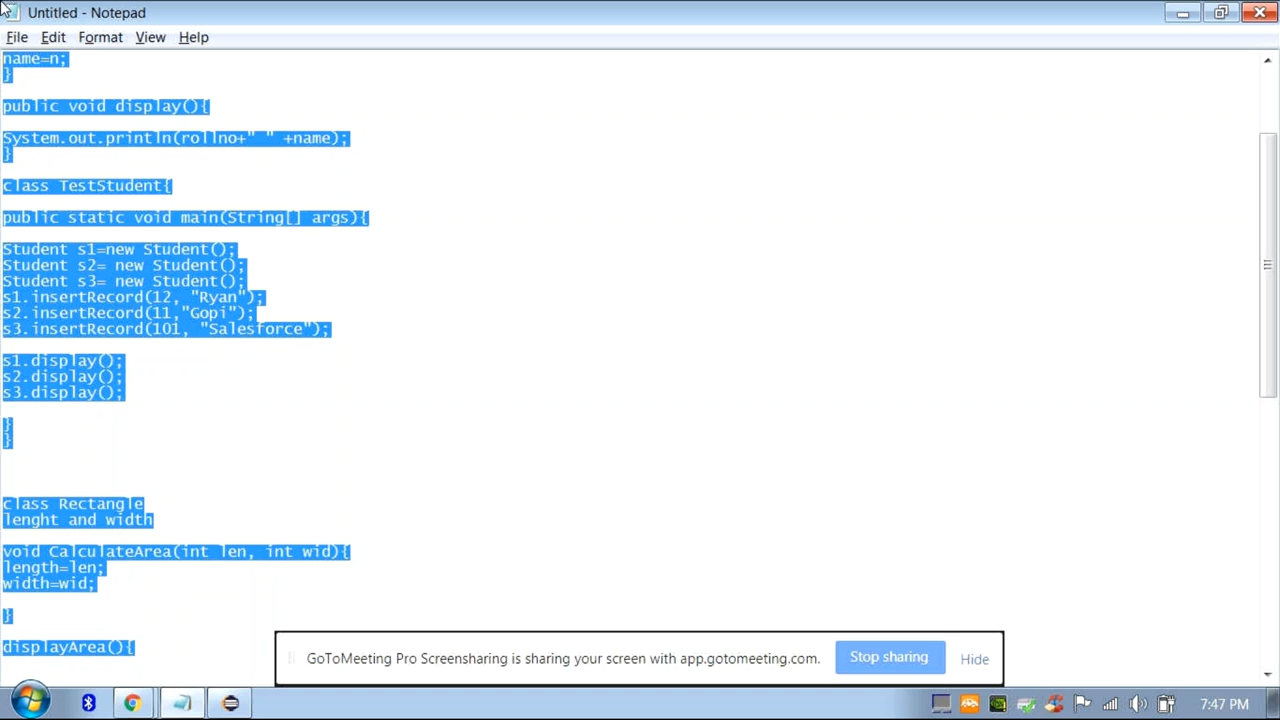 Untitled - Notepad
File Edit Format View Help
name=n;
}
public void display(){
System.out.println(rollno+" " +name);
}
class TestStudent{
public static void main(String[] args){
Student s1=new Student();
Student s2= new Student();
Student s3= new Student();
s1.insertRecord(12, "Ryan");
s2.insertRecord(11,"Gopi");
s3.insertRecord(101, "Salesforce");
s1.display();
s2.display();
s3.display();
}
}
class Rectangle
lenght and width
void CalculateArea(int len, int wid){
length=len;
width=wid;
}
displayArea(){
GoToMeeting Pro Screensharing is sharing your screen with app.gotomeeting.com. Stop sharing Hide
7:47 PM